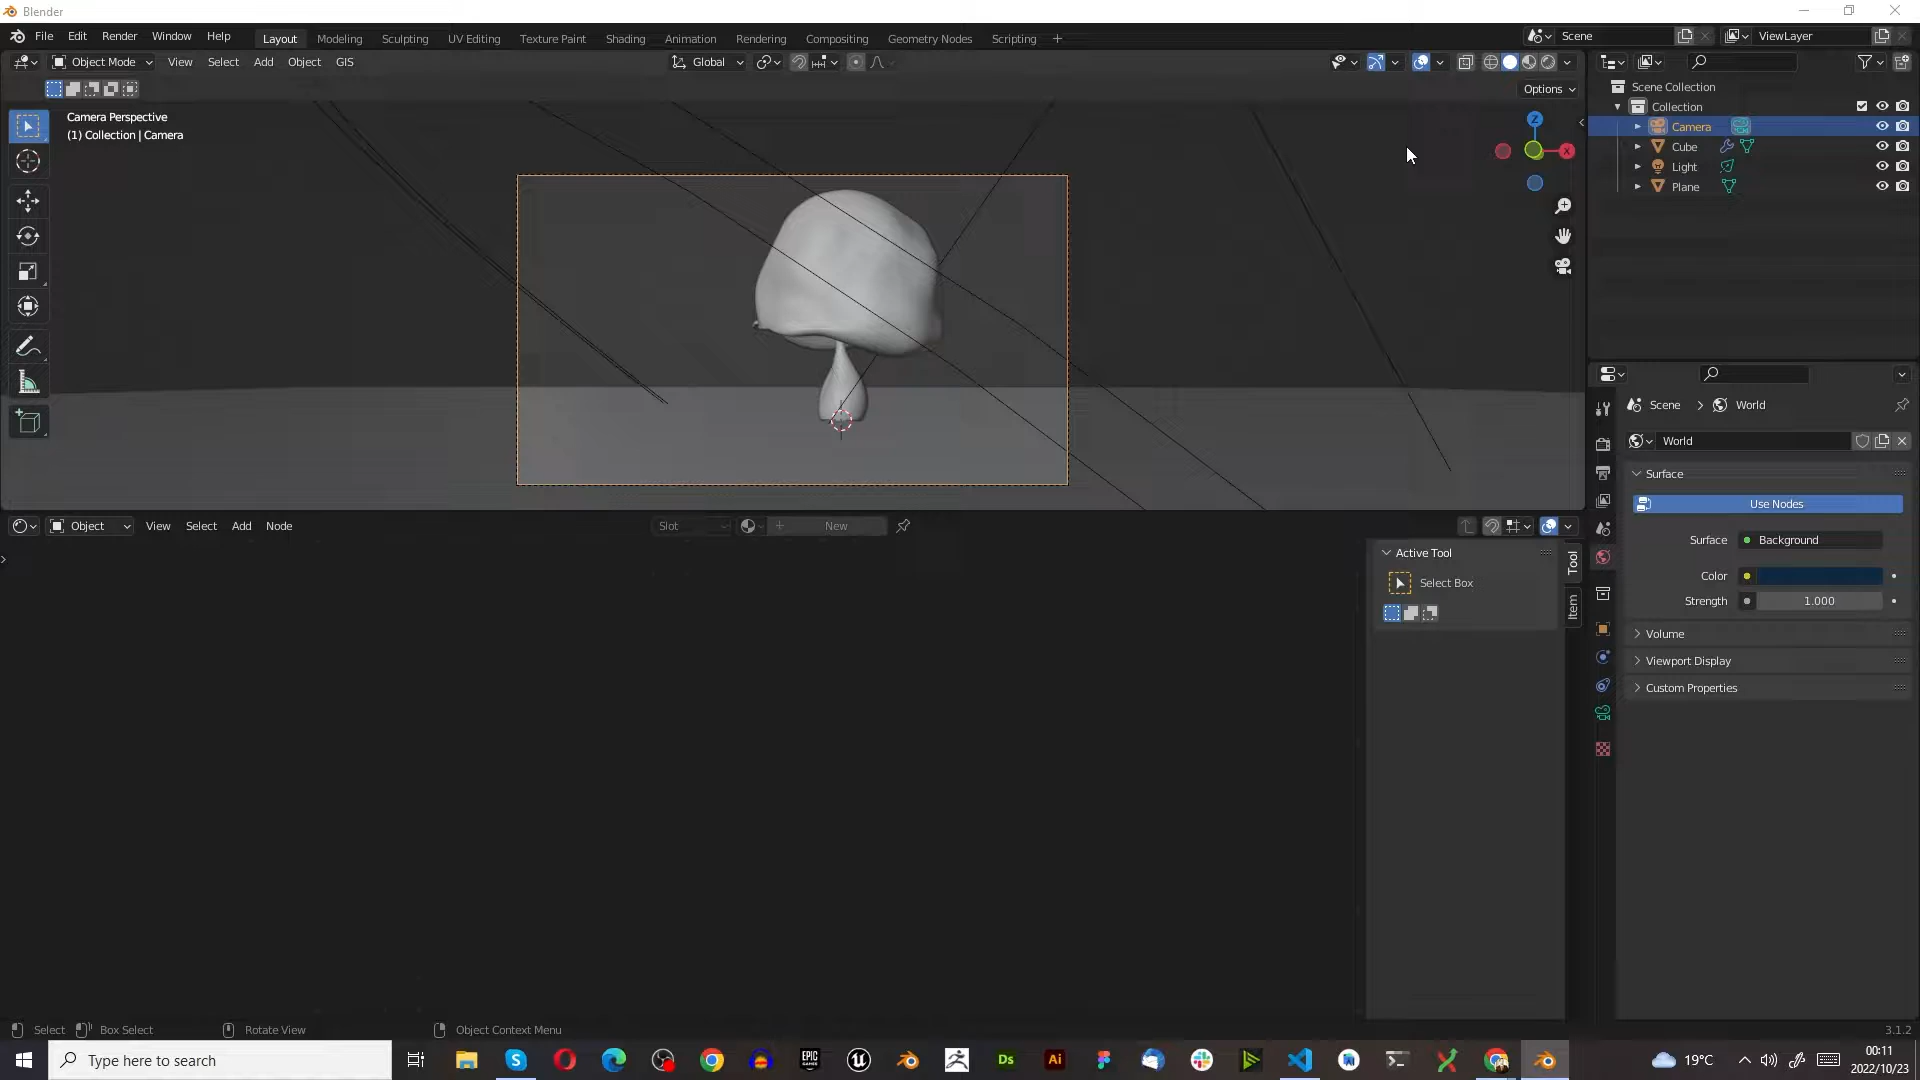 Blender
File Edit Render Window Help Layout Modeling Sculpting UV Editing Texture Paint Shading Animation Rendering Compositing Geometry Nodes Scripting + Scene ViewLayer
Object Mode View Select Add Object GIS Global
Options
Camera Perspective
(1) Collection | Camera
Z
X
Scene Collection
Collection
Camera
Cube
Light
Plane
Scene > World
World
Surface
Use Nodes
Surface Background
Color
Strength 1.000
Volume
Viewport Display
Custom Properties
Object View Select Add Node Slot + New
Active Tool
Select Box
Tool
Item
Select Box Select Rotate View Object Context Menu 3.1.2
Type here to search
EPIC GAMES
Ds
Ai
19°C
00:11
2022/10/23